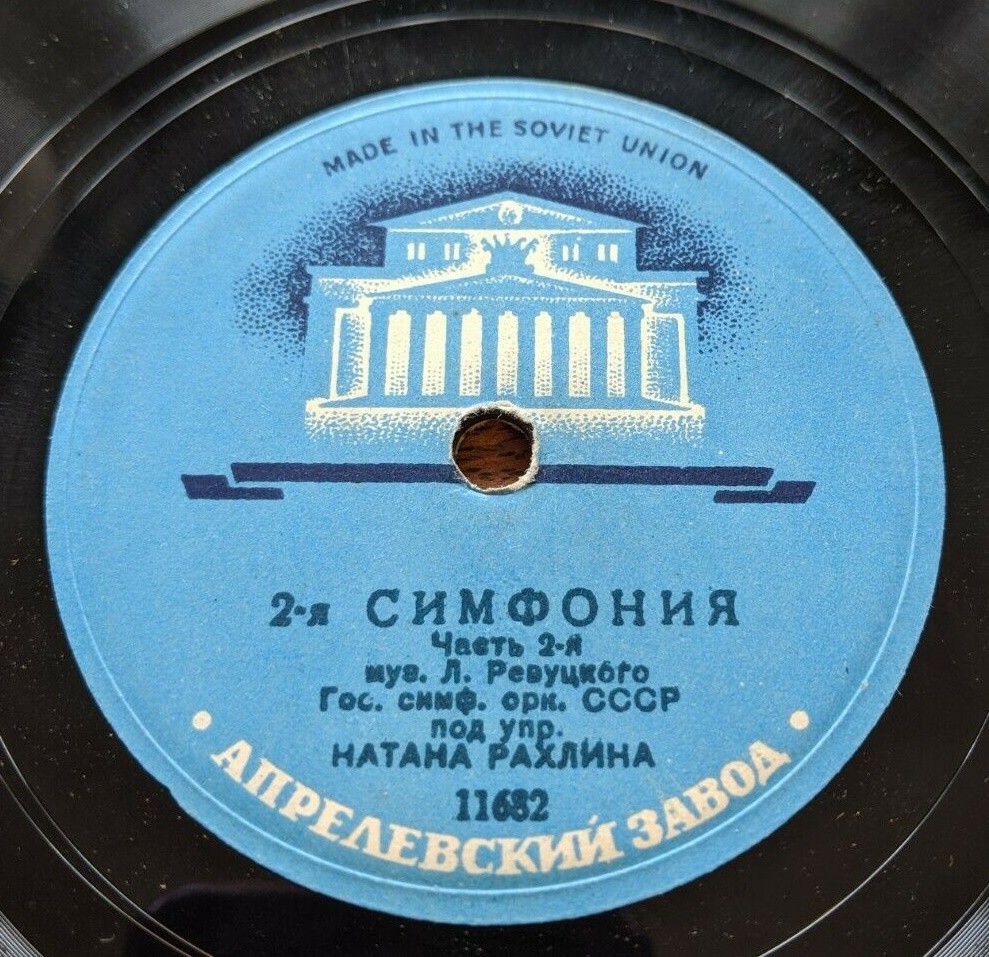 MADE IN THE SOVIET UNION
2-я СИМФОНИЯ
Часть 2-я
муз. Л. Ревуцкого
Гос. симф. орк. СССР
под упр.
НАТАНА РАХЛИНА
11682
• АПРЕЛЕВСКИЙ ЗАВОД •